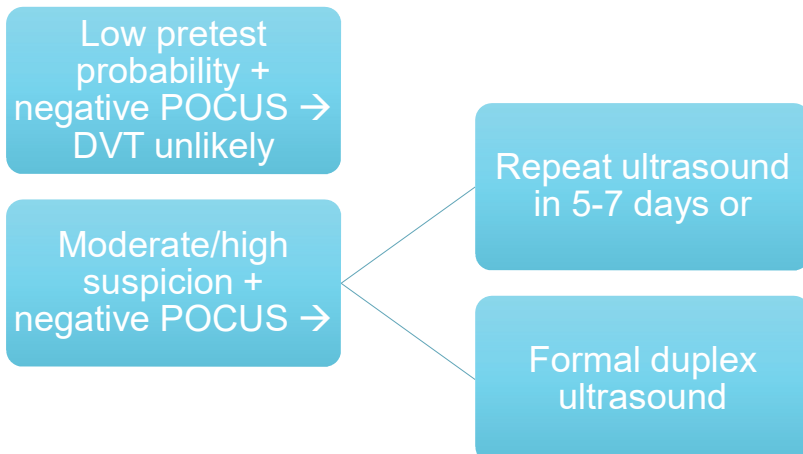 Low pretest
probability +
negative POCUS →
DVT unlikely
Moderate/high
suspicion +
negative POCUS →
Repeat ultrasound
in 5-7 days or
Formal duplex
ultrasound